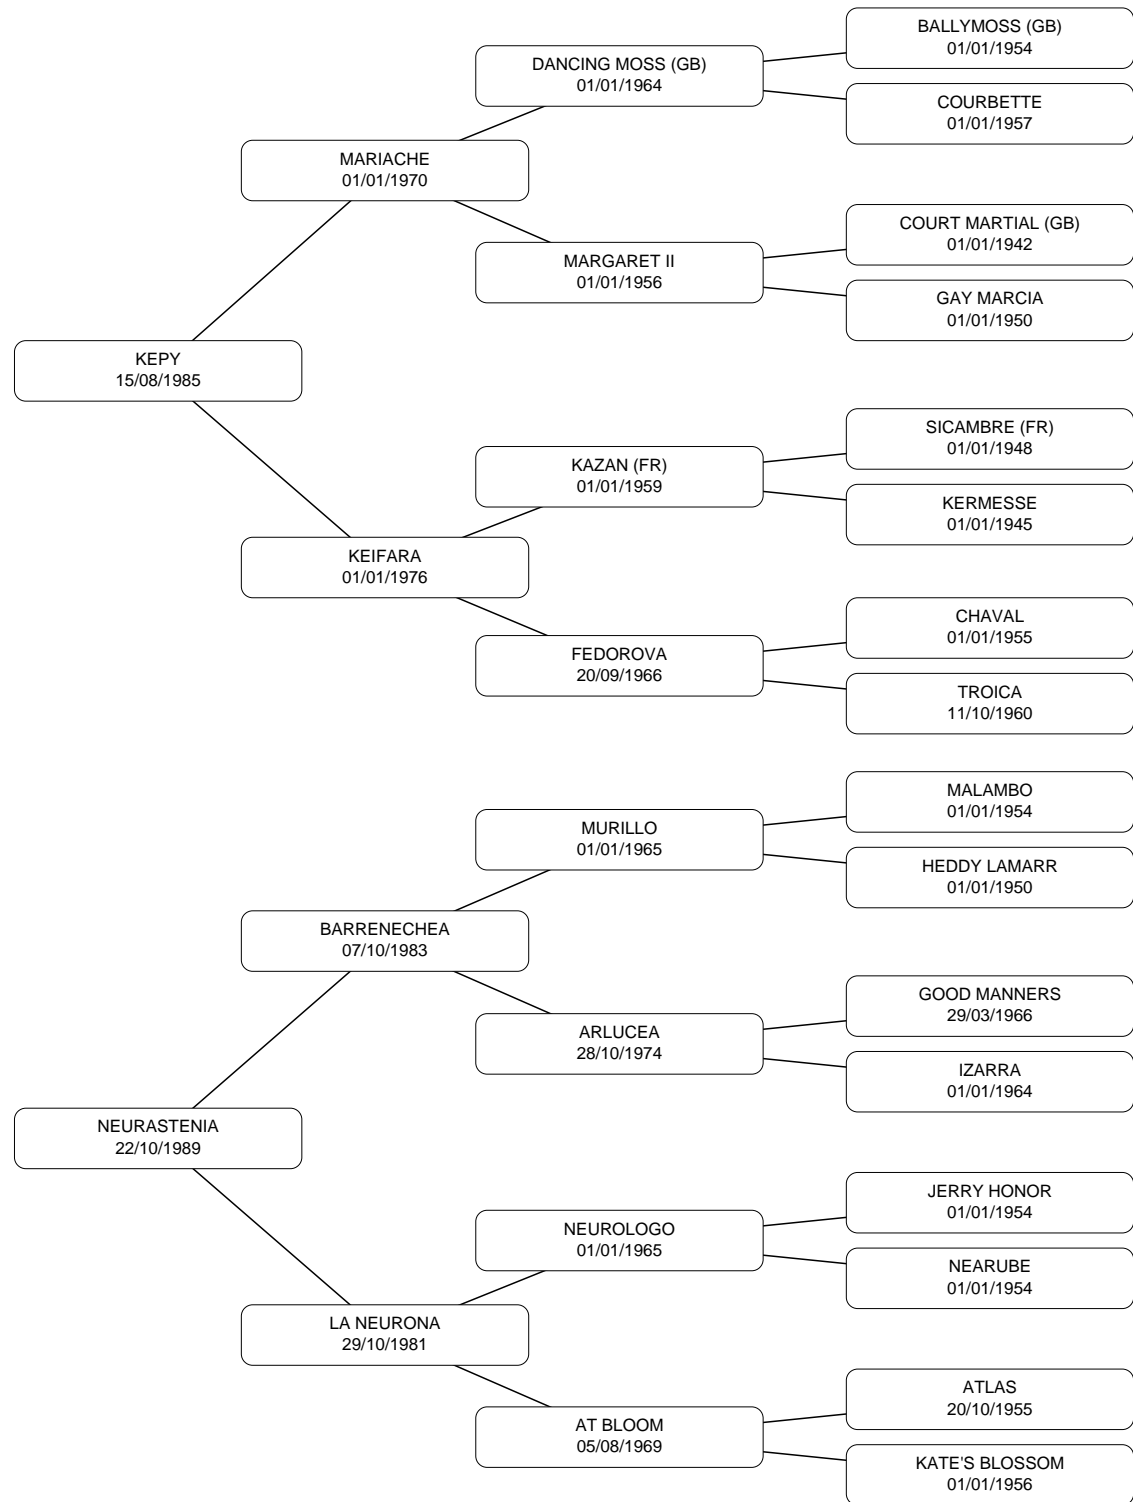 BALLYMOSS (GB)
01/01/1954
DANCING MOSS (GB)
01/01/1964
COURBETTE
01/01/1957
MARIACHE
01/01/1970
COURT MARTIAL (GB)
01/01/1942
MARGARET II
01/01/1956
GAY MARCIA
01/01/1950
KEPY
15/08/1985
SICAMBRE (FR)
01/01/1948
KAZAN (FR)
01/01/1959
KERMESSE
01/01/1945
KEIFARA
01/01/1976
CHAVAL
01/01/1955
FEDOROVA
20/09/1966
TROICA
11/10/1960
MALAMBO
01/01/1954
MURILLO
01/01/1965
HEDDY LAMARR
01/01/1950
BARRENECHEA
07/10/1983
GOOD MANNERS
29/03/1966
ARLUCEA
28/10/1974
IZARRA
01/01/1964
NEURASTENIA
22/10/1989
JERRY HONOR
01/01/1954
NEUROLOGO
01/01/1965
NEARUBE
01/01/1954
LA NEURONA
29/10/1981
ATLAS
20/10/1955
AT BLOOM
05/08/1969
KATE'S BLOSSOM
01/01/1956